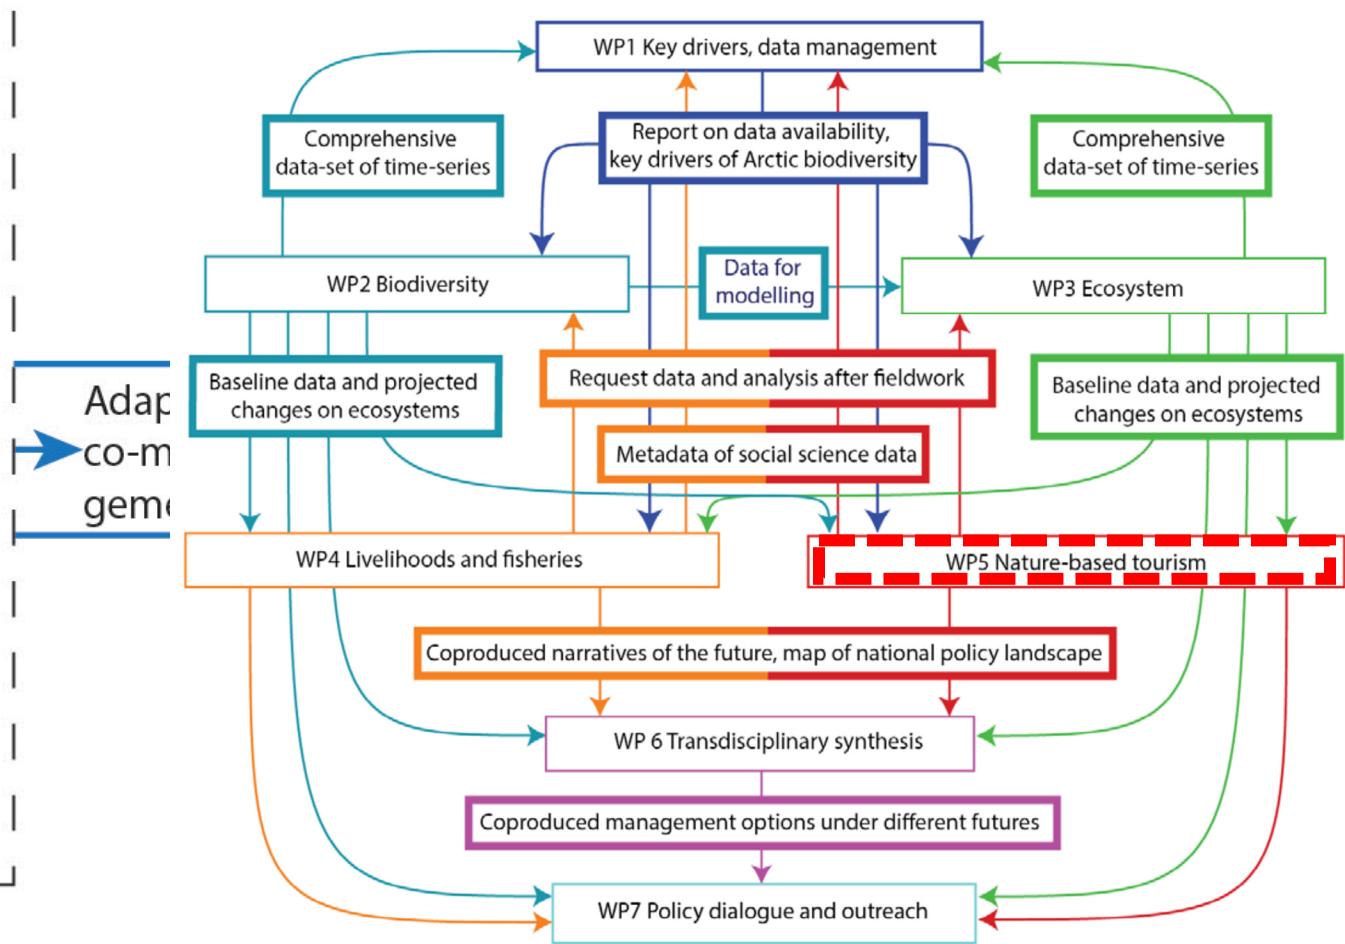 WP1 Key drivers, data management
Comprehensive
data-set of time-series
Report on data availability,
key drivers of Arctic biodiversity
Comprehensive
data-set of time-series
WP2 Biodiversity
Data for
modelling
WP3 Ecosystem
Baseline data and projected
changes on ecosystems
Request data and analysis after fieldwork
Baseline data and projected
changes on ecosystems
Metadata of social science data
WP4 Livelihoods and fisheries
WP5 Nature-based tourism
Coproduced narratives of the future, map of national policy landscape
WP 6 Transdisciplinary synthesis
Coproduced management options under different futures
WP7 Policy dialogue and outreach